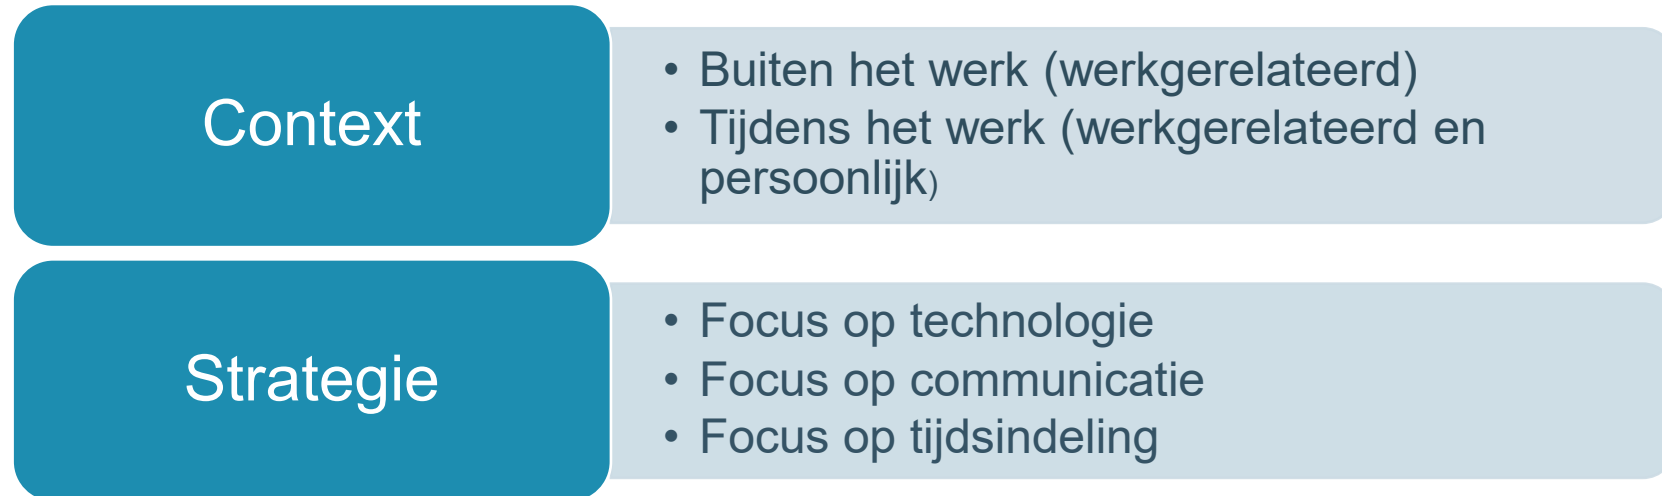 Context
• Buiten het werk (werkgerelateerd)
• Tijdens het werk (werkgerelateerd en
persoonlijk)
Strategie
• Focus op technologie
• Focus op communicatie
• Focus op tijdsindeling